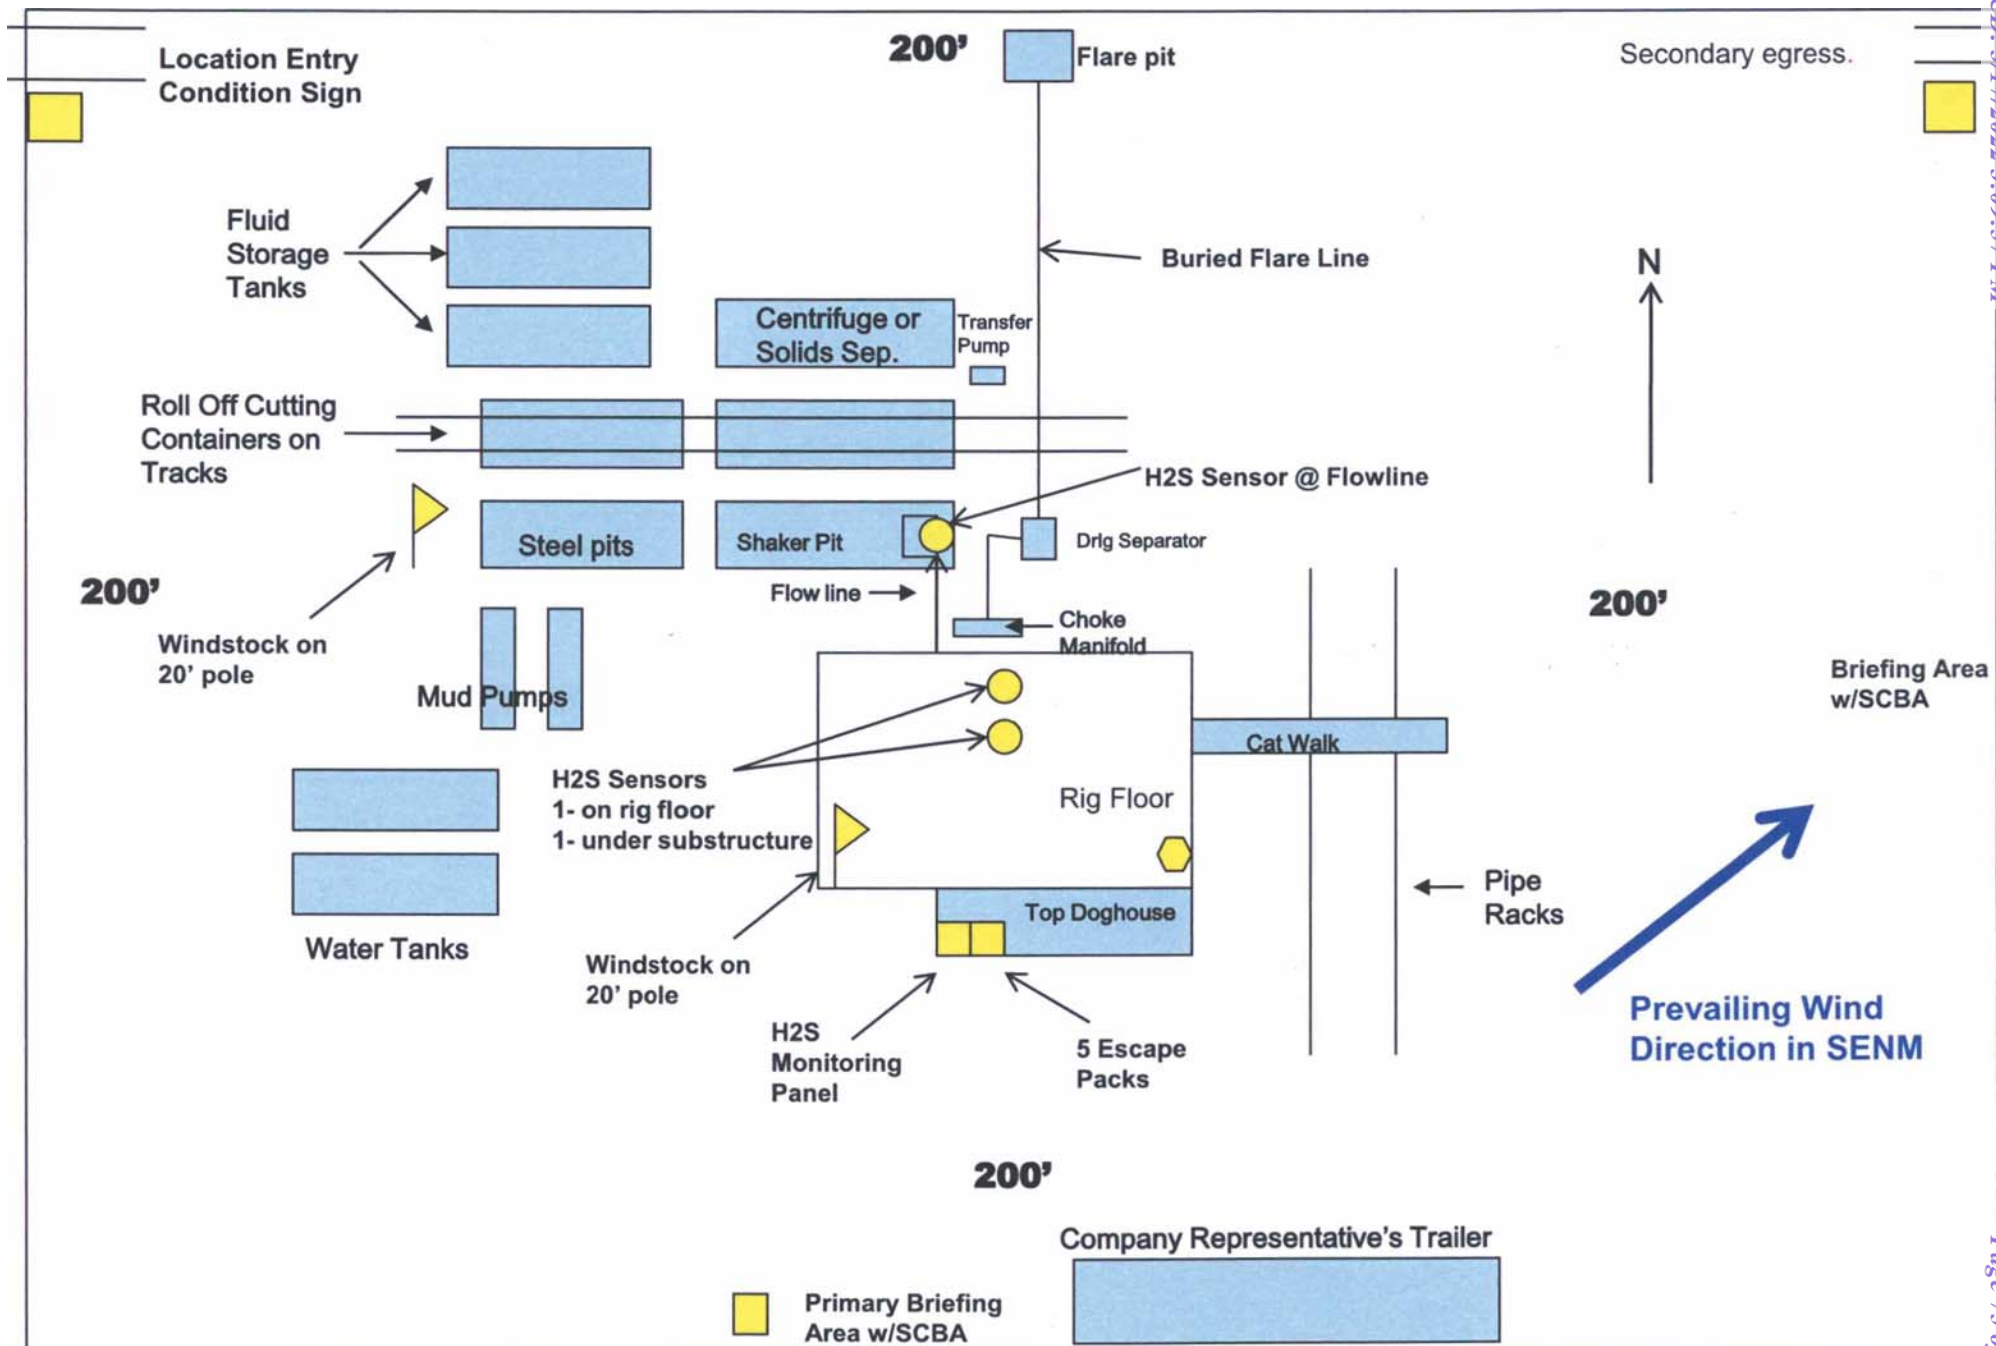 Location Entry
Condition Sign
200'
Flare pit
Secondary egress.
Fluid
Storage
Tanks
Buried Flare Line
N
Centrifuge or
Solids Sep.
Transfer
Pump
Roll Off Cutting
Containers on
Tracks
H2S Sensor @ Flowline
Steel pits
Shaker Pit
Drlg Separator
200'
Flow line
200'
Windstock on
20' pole
Choke
Manifold
Briefing Area
w/SCBA
Mud Pumps
Cat Walk
H2S Sensors
1- on rig floor
1- under substructure
Rig Floor
Pipe
Racks
Top Doghouse
Water Tanks
Windstock on
20' pole
Prevailing Wind
Direction in SENM
H2S
Monitoring
Panel
5 Escape
Packs
200'
Company Representative's Trailer
Primary Briefing
Area w/SCBA